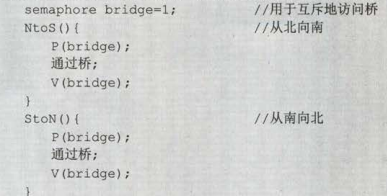 semaphore bridge=1;                //用于互斥地访问桥
NtoS(){                            //从北向南
    P(bridge);
    通过桥;
    V(bridge);
}
StoN(){                            //从南向北
    P(bridge);
    通过桥;
    V(bridge);
}